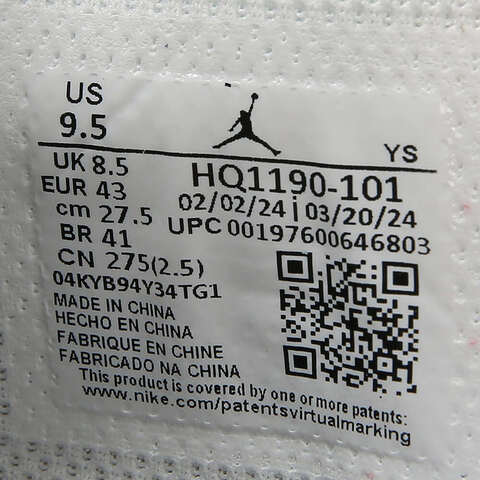 US
9.5
YS
UK 8.5
HQ1190-101
EUR 43
02/02/24 | 03/20/24
cm 27.5
UPC 00197600646803
BR 41
CN 275(2.5)
04KYB94Y34TG1
MADE IN CHINA
HECHO EN CHINA
FABRIQUE EN CHINE
FABRICADO NA CHINA
This product is covered by one or more patents:
www.nike.com/patentsvirtualmarking